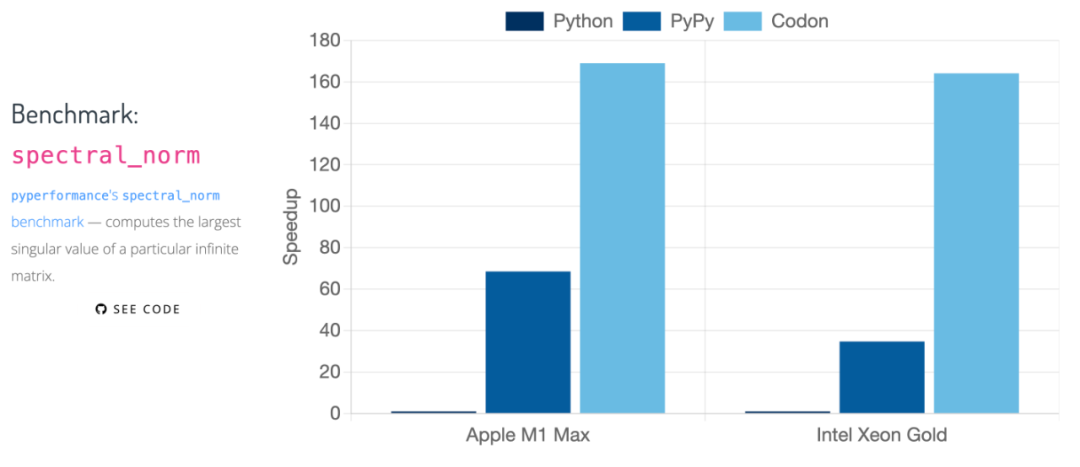 Benchmark:
spectral_norm
pyperformance's spectral_norm
benchmark — computes the largest
singular value of a particular infinite
matrix.
SEE CODE
Python PyPy Codon
Speedup
180
160
140
120
100
80
60
40
20
0
Apple M1 Max Intel Xeon Gold